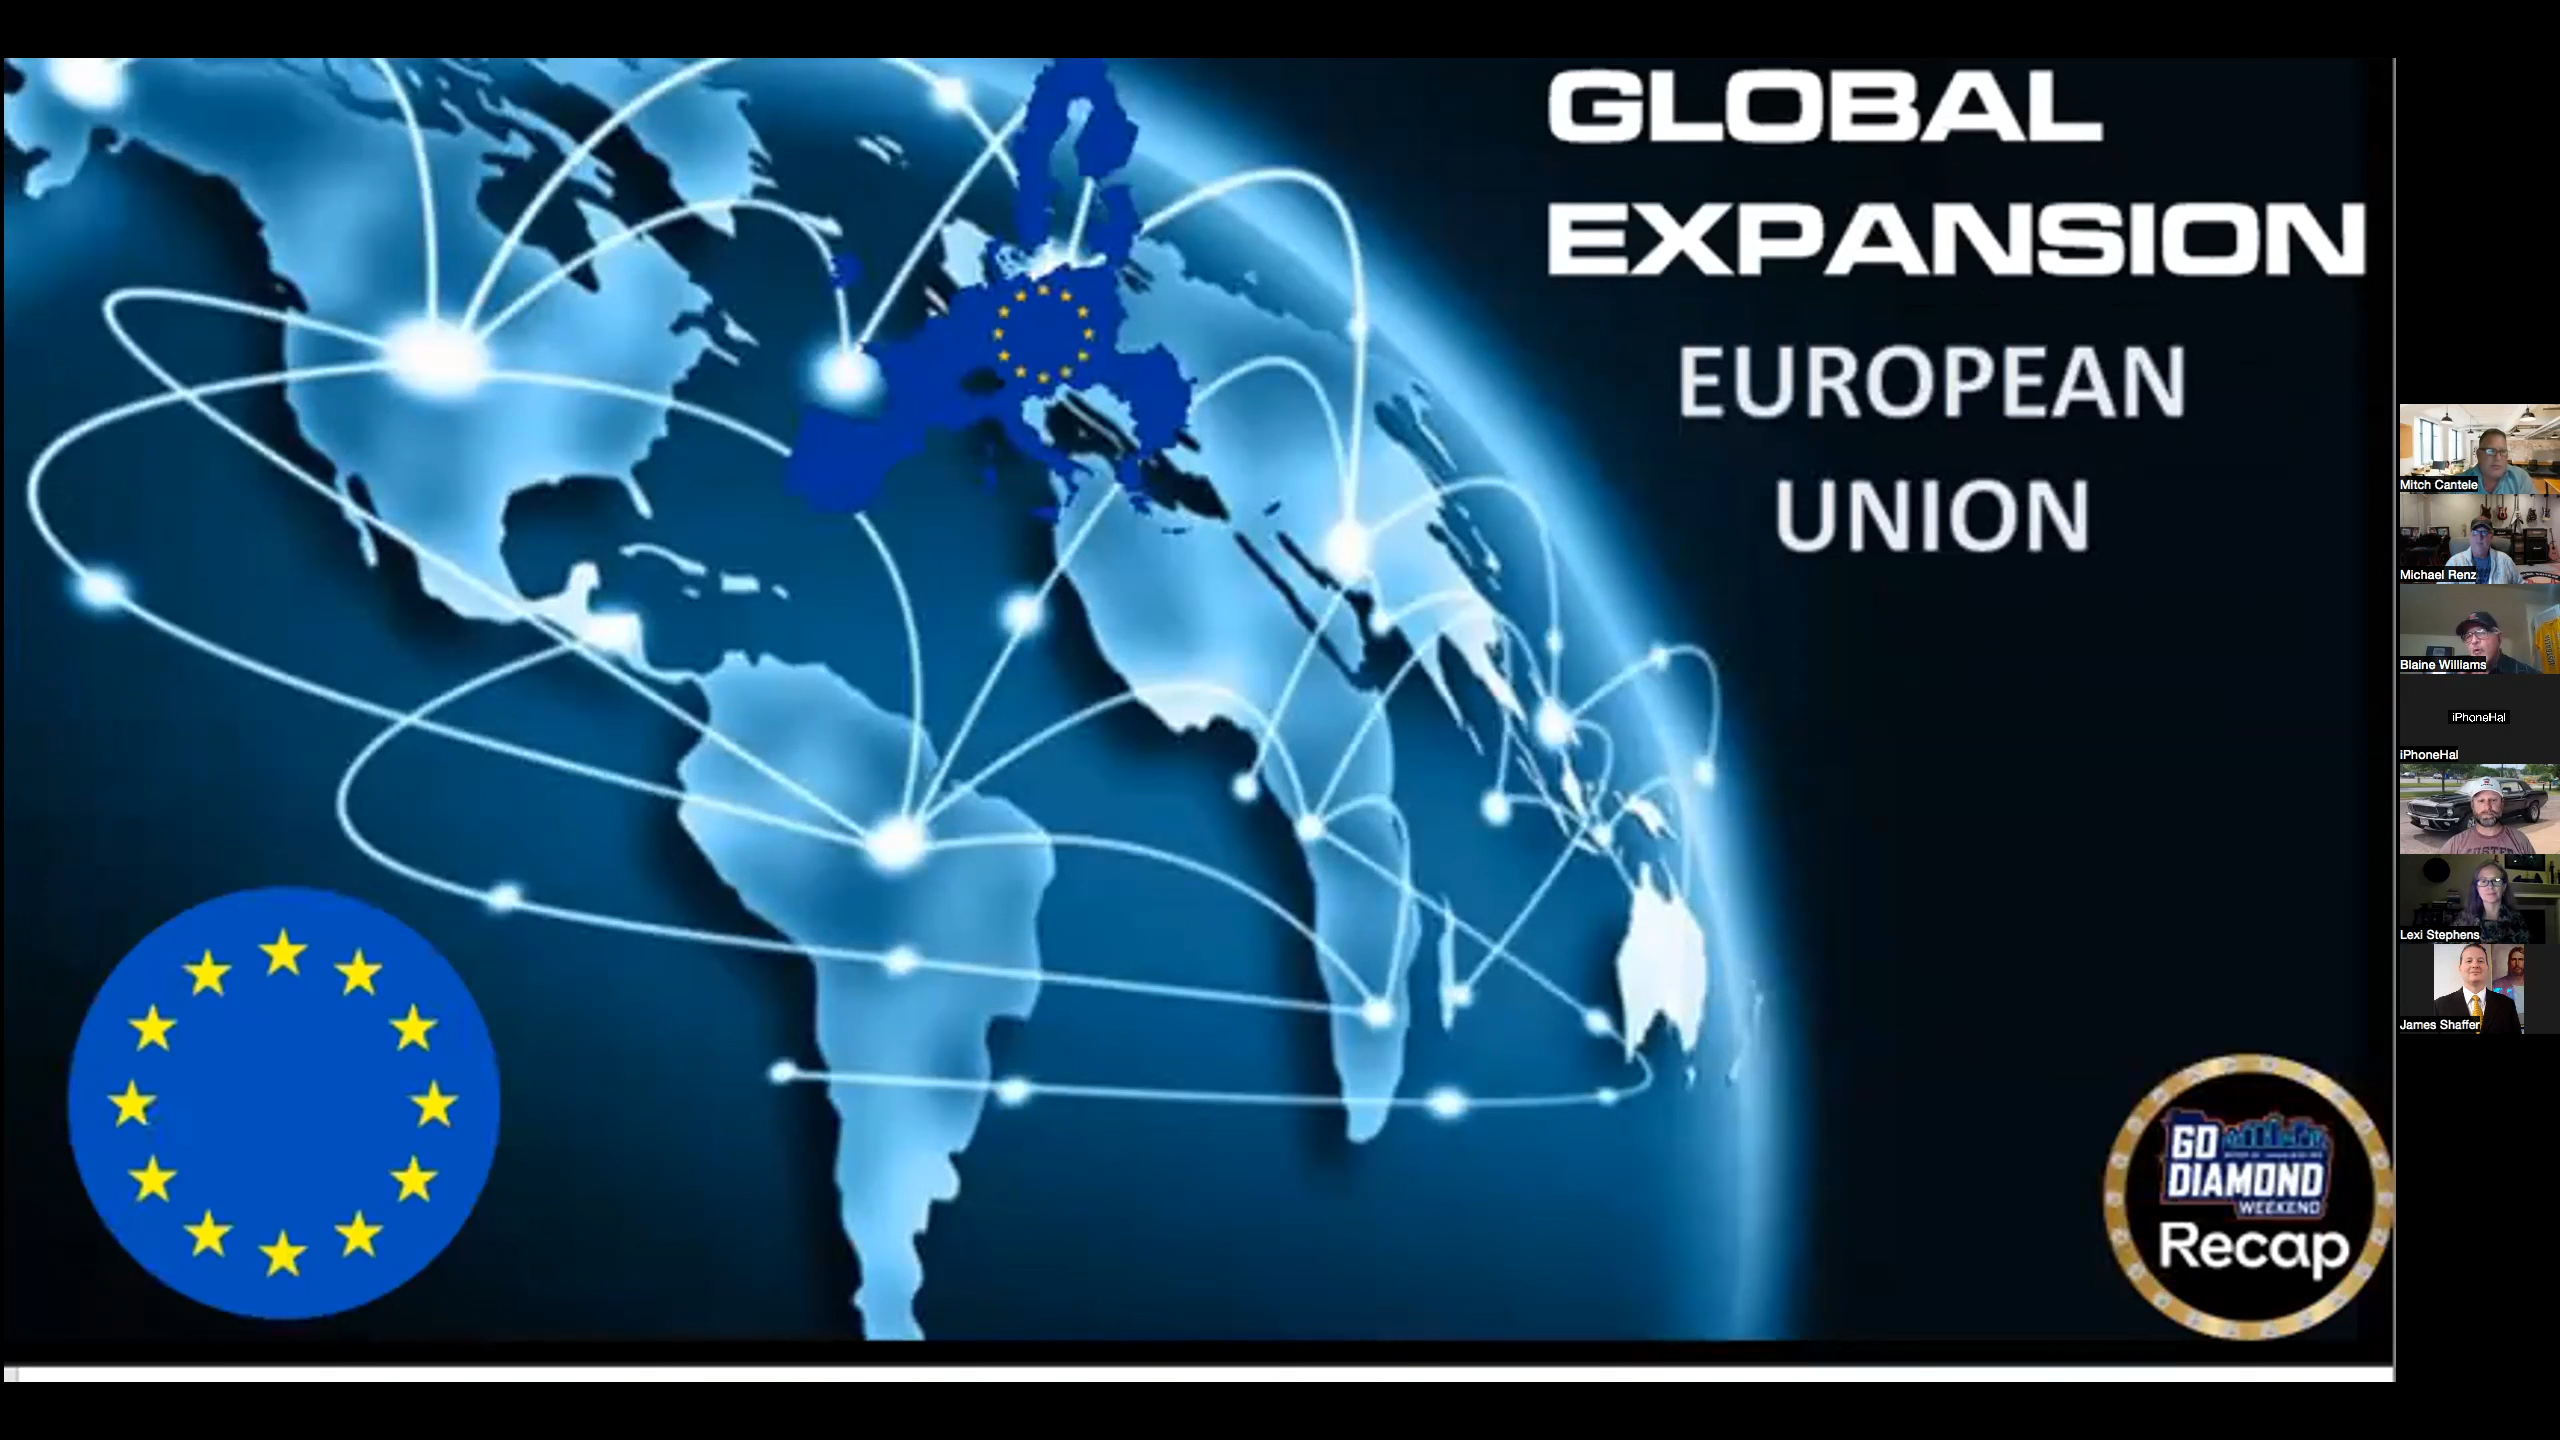 GLOBAL
EXPANSION
EUROPEAN
UNION
GO
DIAMOND
WEEKEND
Recap
Mitch Cantele
Michael Renz
Blaine Williams
iPhoneHal
iPhoneHal
Lexi Stephens
James Shaffer